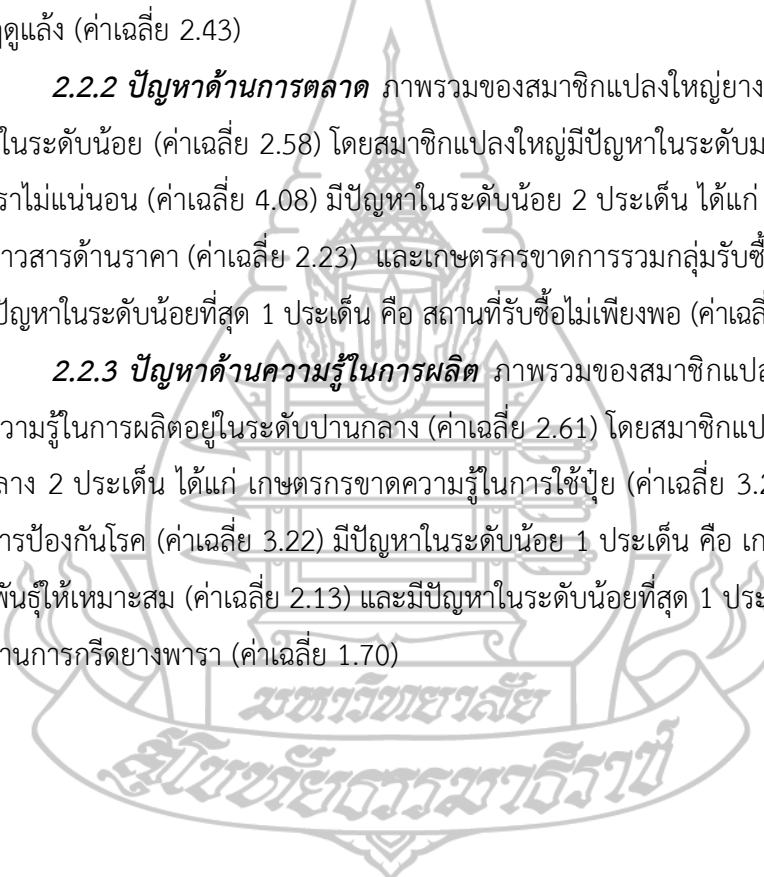 ดูแล้ง (ค่าเฉลี่ย 2.43)
2.2.2 ปัญหาด้านการตลาด ภาพรวมของสมาชิกแปลงใหญ่ยาง
ในระดับน้อย (ค่าเฉลี่ย 2.58) โดยสมาชิกแปลงใหญ่มีปัญหาในระดับม
ราไม่แน่นอน (ค่าเฉลี่ย 4.08) มีปัญหาในระดับน้อย 2 ประเด็น ได้แก่
าวสารด้านราคา (ค่าเฉลี่ย 2.23) และเกษตรกรขาดการรวมกลุ่มรับซื้
ปัญหาในระดับน้อยที่สุด 1 ประเด็น คือ สถานที่รับซื้อไม่เพียงพอ (ค่าเฉลี่
2.2.3 ปัญหาด้านความรู้ในการผลิต ภาพรวมของสมาชิกแปล
วามรู้ในการผลิตอยู่ในระดับปานกลาง (ค่าเฉลี่ย 2.61) โดยสมาชิกแป
ลาง 2 ประเด็น ได้แก่ เกษตรกรขาดความรู้ในการใช้ปุ๋ย (ค่าเฉลี่ย 3.2
ารป้องกันโรค (ค่าเฉลี่ย 3.22) มีปัญหาในระดับน้อย 1 ประเด็น คือ เก
พันธุ์ให้เหมาะสม (ค่าเฉลี่ย 2.13) และมีปัญหาในระดับน้อยที่สุด 1 ประ
านการกรีดยางพารา (ค่าเฉลี่ย 1.70)
มหาวิทยาลัย
สุโขทัยธรรมาธิราช